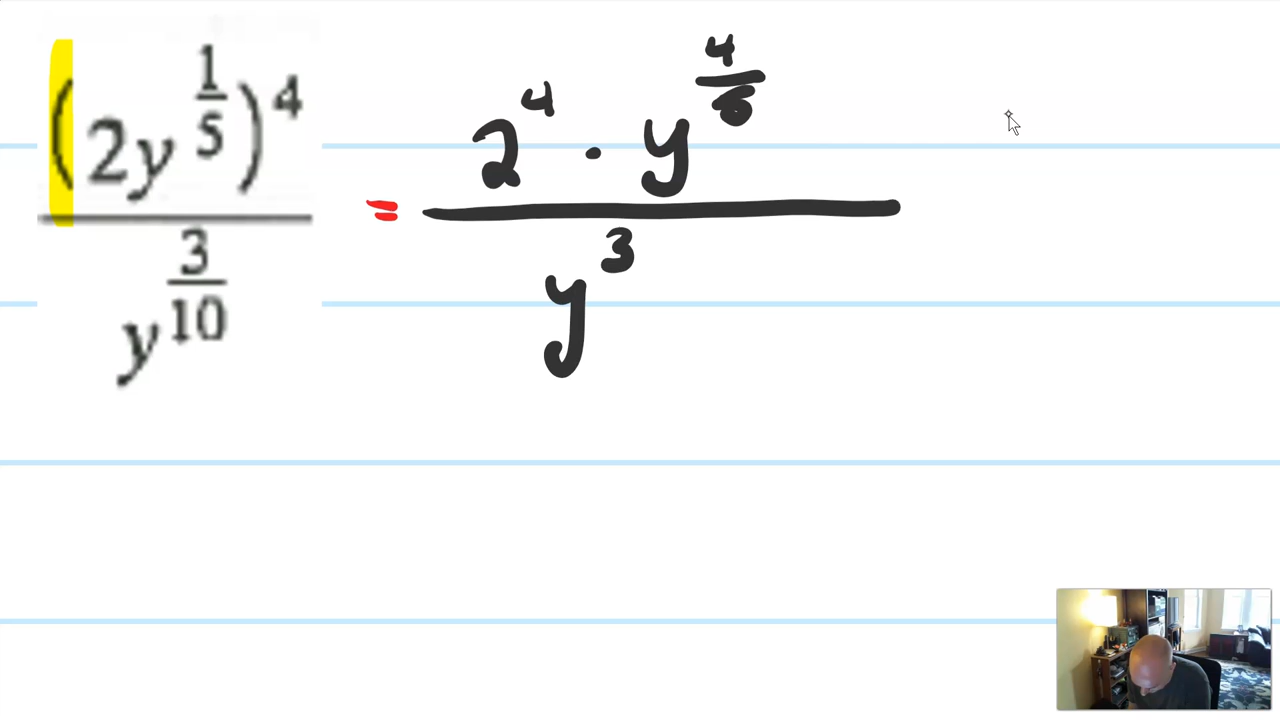 (2y^{1/5})^4 / y^{3/10} = 2^4 · y^{4/5} / y^3